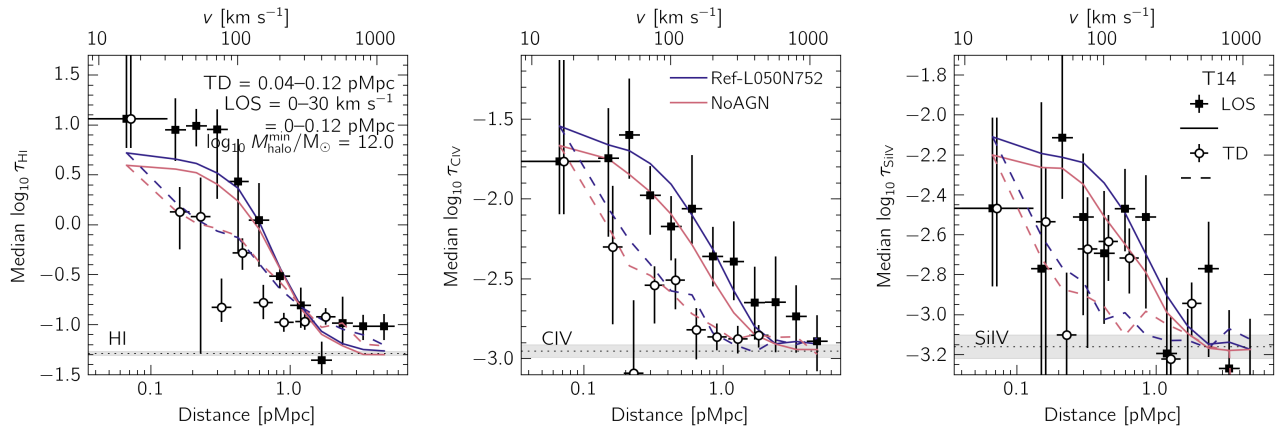 v [km s⁻¹]
10 100 1000
1.5
1.0
0.5
0.0
−0.5
−1.0
−1.5
Median log₁₀ τHI
TD = 0.04–0.12 pMpc
LOS = 0–30 km s⁻¹
= 0–0.12 pMpc
log₁₀ Mᵐⁱⁿhalo/M⊙ = 12.0
HI
0.1 1.0
Distance [pMpc]
v [km s⁻¹]
10 100 1000
−1.5
−2.0
−2.5
−3.0
Median log₁₀ τCIV
Ref-L050N752
NoAGN
CIV
0.1 1.0
Distance [pMpc]
v [km s⁻¹]
10 100 1000
−1.8
−2.0
−2.2
−2.4
−2.6
−2.8
−3.0
−3.2
Median log₁₀ τSiIV
T14
LOS
TD
SiIV
0.1 1.0
Distance [pMpc]